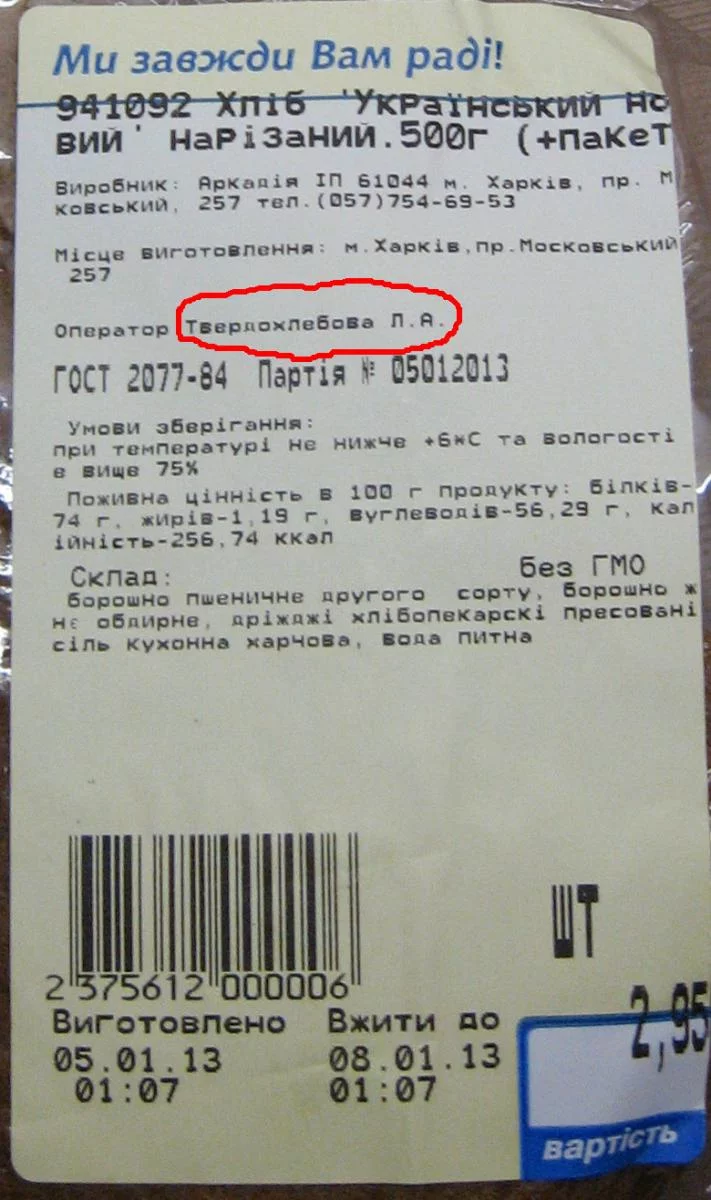 Ми завжди Вам раді!
941092 Хліб 'Український но
вий' нарізаний.500г (+пакет
Виробник: Аркадія ІП 61044 м. Харків, пр. М
ковський, 257 тел.(057)754-69-53
Місце виготовлення: м.Харків,пр.Московський
257
Оператор Твердохлебова Л.А.
ГОСТ 2077-84 Партія № 05012013
Умови зберігання:
при температурі не нижче +6*С та вологості
е вище 75%
Поживна цінність в 100 г продукту: білків-
74 г, жирів-1,19 г, вуглеводів-56,29 г, кал
ійність-256,74 ккал
Склад: без ГМО
борошно пшеничне другого сорту, борошно ж
нє обдирне, дріжджі хлібопекарскі пресовані
сіль кухонна харчова, вода питна
шт
2 375612 000006
2,95
Виготовлено Вжити до
05.01.13 08.01.13
01:07 01:07
вартість